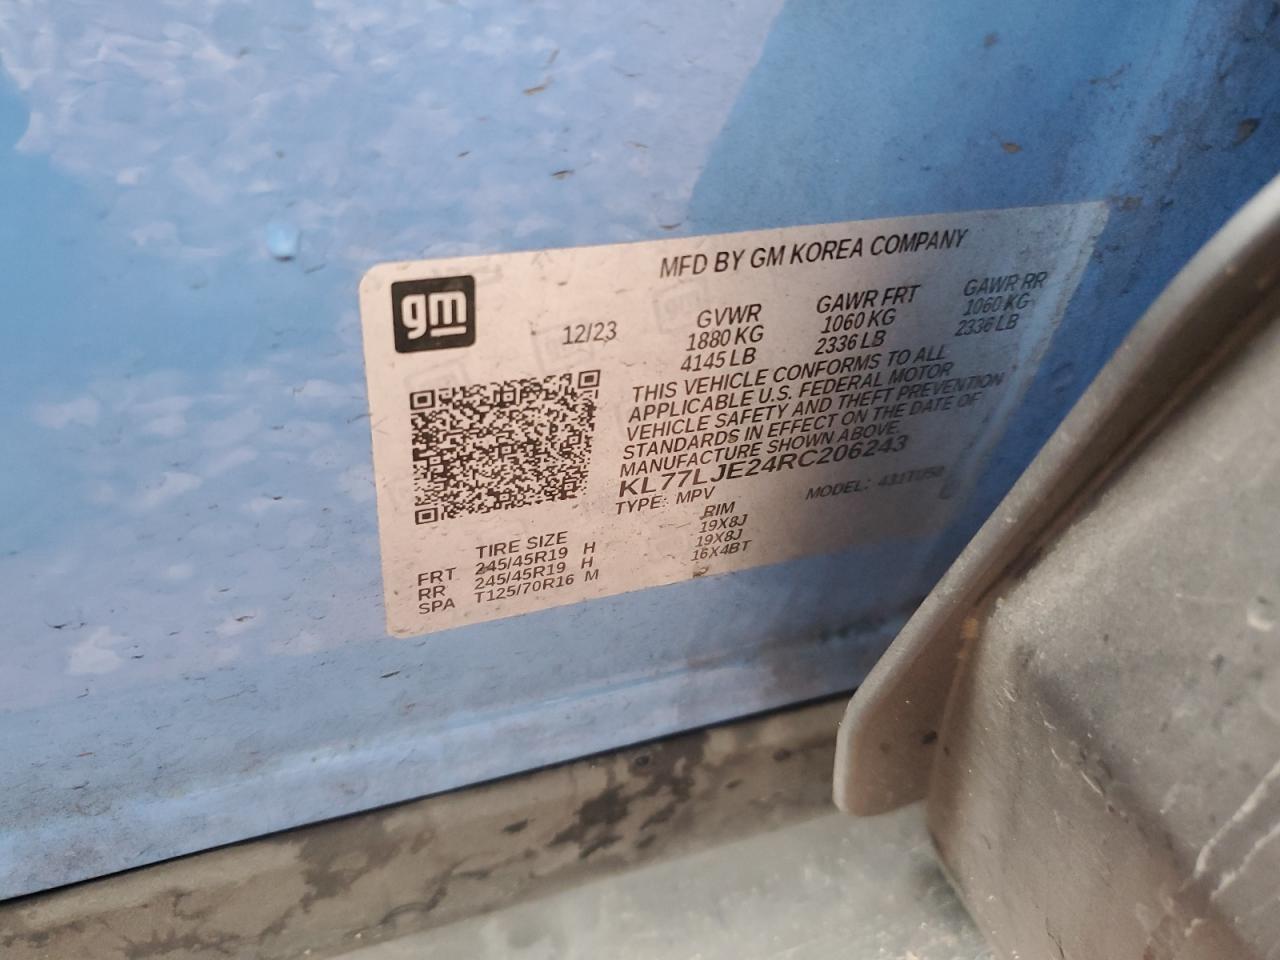 gm
MFD BY GM KOREA COMPANY
12/23
GVWR GAWR FRT GAWR RR
1880 KG 1060 KG 1060 KG
4145 LB 2336 LB 2336 LB
THIS VEHICLE CONFORMS TO ALL
APPLICABLE U.S. FEDERAL MOTOR
VEHICLE SAFETY AND THEFT PREVENTION
STANDARDS IN EFFECT ON THE DATE OF
MANUFACTURE SHOWN ABOVE.
KL77LJE24RC206243
TYPE: MPV MODEL: 431TU58
TIRE SIZE RIM
FRT 245/45R19 H 19X8J
RR 245/45R19 H 19X8J
SPA T125/70R16 M 16X4BT